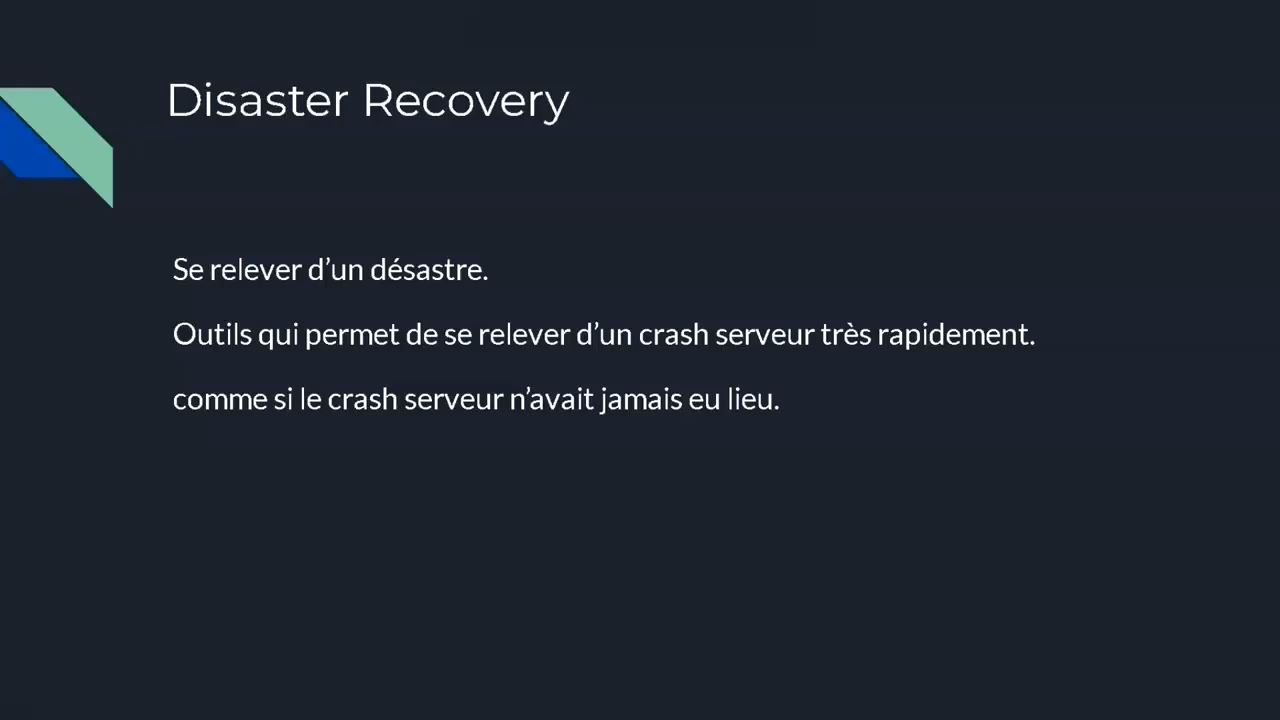 Disaster Recovery
Se relever d’un désastre.
Outils qui permet de se relever d’un crash serveur très rapidement.
comme si le crash serveur n’avait jamais eu lieu.